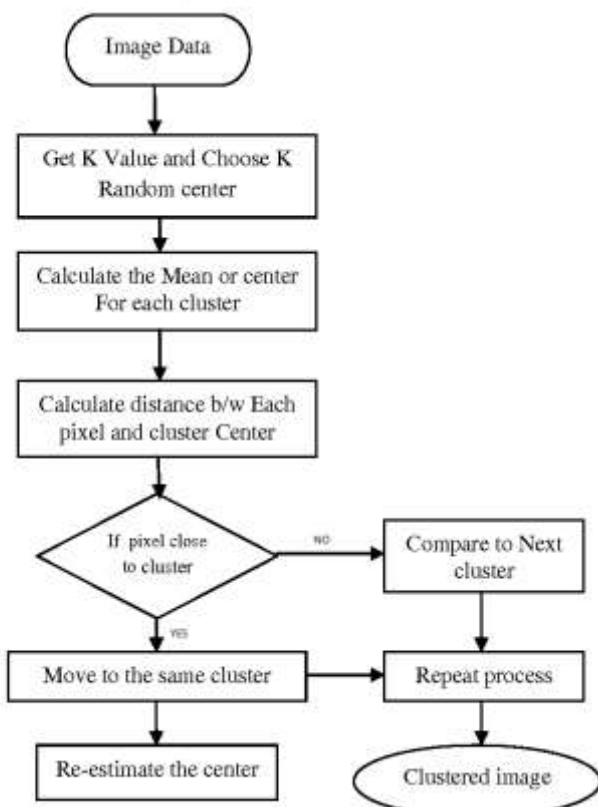 Image Data
Get K Value and Choose K
Random center
Calculate the Mean or center
For each cluster
Calculate distance b/w Each
pixel and cluster Center
If pixel close
to cluster
NO
Compare to Next
cluster
YES
Move to the same cluster
Repeat process
Re-estimate the center
Clustered image